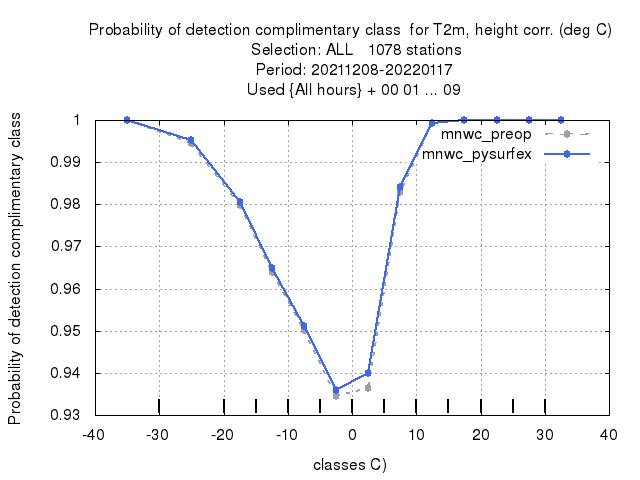 Probability of detection complimentary class  for T2m, height corr. (deg C)
Selection: ALL   1078 stations
Period: 20211208-20220117
Used {All hours} + 00 01 ... 09
Probability of detection complimentary class
1
0.99
0.98
0.97
0.96
0.95
0.94
0.93
mnwc_preop
mnwc_pysurfex
-40 -30 -20 -10 0 10 20 30 40
classes C)